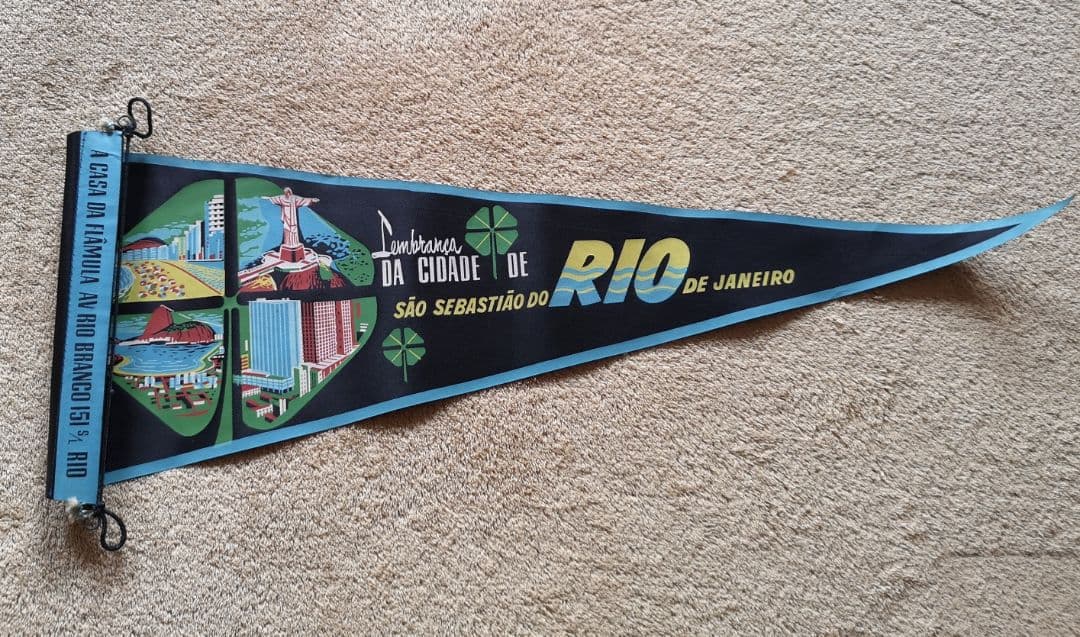 A CASA DA FLÂMULA AV RIO BRANCO 151 S/L RIO
Lembrança
DA CIDADE DE
SÃO SEBASTIÃO DO RIO DE JANEIRO